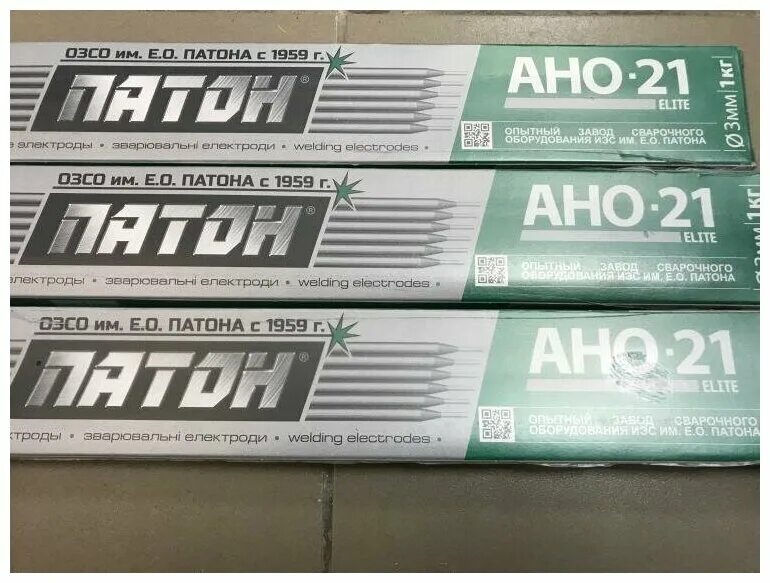 ОЗСО им. Е.О. ПАТОНА с 1959 г.
ПАТОН®
АНО·21
ELITE
Ø 3мм | 1кг
ОПЫТНЫЙ ЗАВОД СВАРОЧНОГО
ОБОРУДОВАНИЯ ИЭС ИМ. Е.О. ПАТОНА
электроды • зварювальні електроди • welding electrodes •
ОЗСО им. Е.О. ПАТОНА с 1959 г.
ПАТОН®
АНО·21
ELITE
Ø 3мм | 1кг
ОПЫТНЫЙ ЗАВОД СВАРОЧНОГО
ОБОРУДОВАНИЯ ИЭС ИМ. Е.О. ПАТОНА
электроды • зварювальні електроди • welding electrodes •
ОЗСО им. Е.О. ПАТОНА с 1959 г.
ПАТОН®
АНО·21
ELITE
ОПЫТНЫЙ ЗАВОД СВАРОЧНОГО
ОБОРУДОВАНИЯ ИЭС ИМ. Е.О. ПАТОНА
ктроды • зварювальні електроди • welding electrodes •